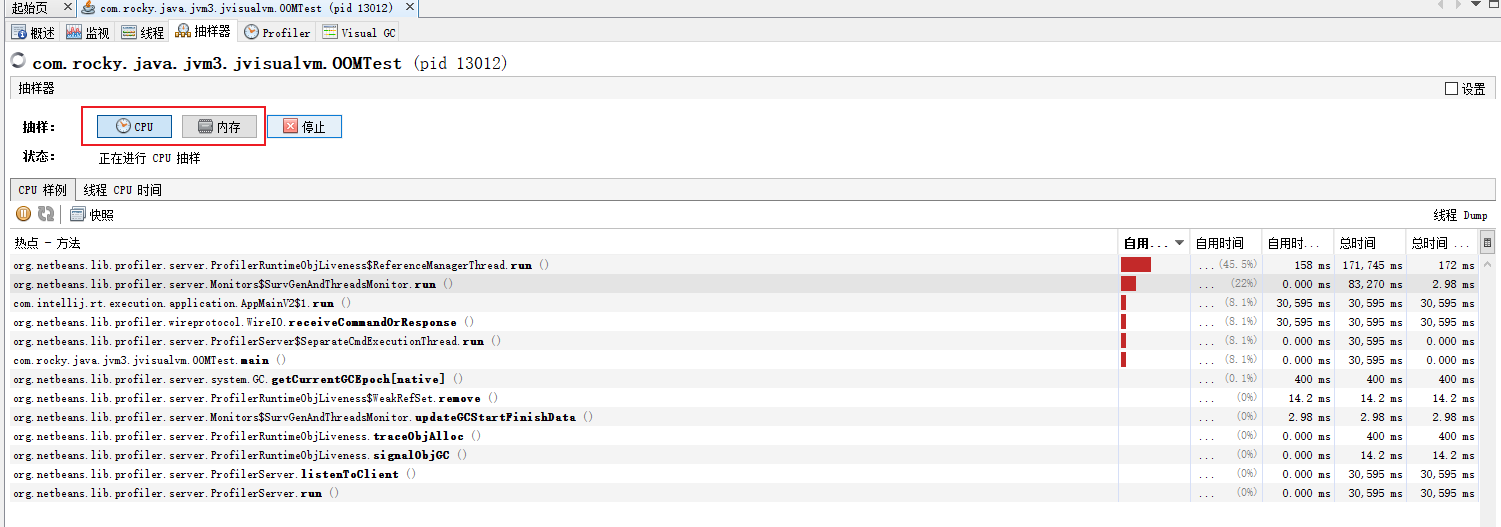 起始页 × com.rocky.java.jvm3.jvisualvm.OOMTest (pid 13012) ×
概述 监视 线程 抽样器 Profiler Visual GC
com.rocky.java.jvm3.jvisualvm.OOMTest (pid 13012)
抽样器 设置
抽样： CPU 内存 停止
状态： 正在进行 CPU 抽样
CPU 样例 线程 CPU 时间
快照 线程 Dump
热点 - 方法 自用... 自用时间 自用时... 总时间 总时间 ...
org.netbeans.lib.profiler.server.ProfilerRuntimeObjLiveness$ReferenceManagerThread.run () ... (45.5%) 158 ms 171,745 ms 172 ms
org.netbeans.lib.profiler.server.Monitors$SurvGenAndThreadsMonitor.run () ... (22%) 0.000 ms 83,270 ms 2.98 ms
com.intellij.rt.execution.application.AppMainV2$1.run () ... (8.1%) 30,595 ms 30,595 ms 30,595 ms
org.netbeans.lib.profiler.wireprotocol.WireIO.receiveCommandOrResponse () ... (8.1%) 30,595 ms 30,595 ms 30,595 ms
org.netbeans.lib.profiler.server.ProfilerServer$SeparateCmdExecutionThread.run () ... (8.1%) 0.000 ms 30,595 ms 0.000 ms
com.rocky.java.jvm3.jvisualvm.OOMTest.main () ... (8.1%) 0.000 ms 30,595 ms 0.000 ms
org.netbeans.lib.profiler.server.system.GC.getCurrentGCEpoch[native] () ... (0.1%) 400 ms 400 ms 400 ms
org.netbeans.lib.profiler.server.ProfilerRuntimeObjLiveness$WeakRefSet.remove () ... (0%) 14.2 ms 14.2 ms 14.2 ms
org.netbeans.lib.profiler.server.Monitors$SurvGenAndThreadsMonitor.updateGCStartFinishData () ... (0%) 2.98 ms 2.98 ms 2.98 ms
org.netbeans.lib.profiler.server.ProfilerRuntimeObjLiveness.traceObjAlloc () ... (0%) 0.000 ms 400 ms 400 ms
org.netbeans.lib.profiler.server.ProfilerRuntimeObjLiveness.signalObjGC () ... (0%) 0.000 ms 14.2 ms 14.2 ms
org.netbeans.lib.profiler.server.ProfilerServer.listenToClient () ... (0%) 0.000 ms 30,595 ms 30,595 ms
org.netbeans.lib.profiler.server.ProfilerServer.run () ... (0%) 0.000 ms 30,595 ms 30,595 ms